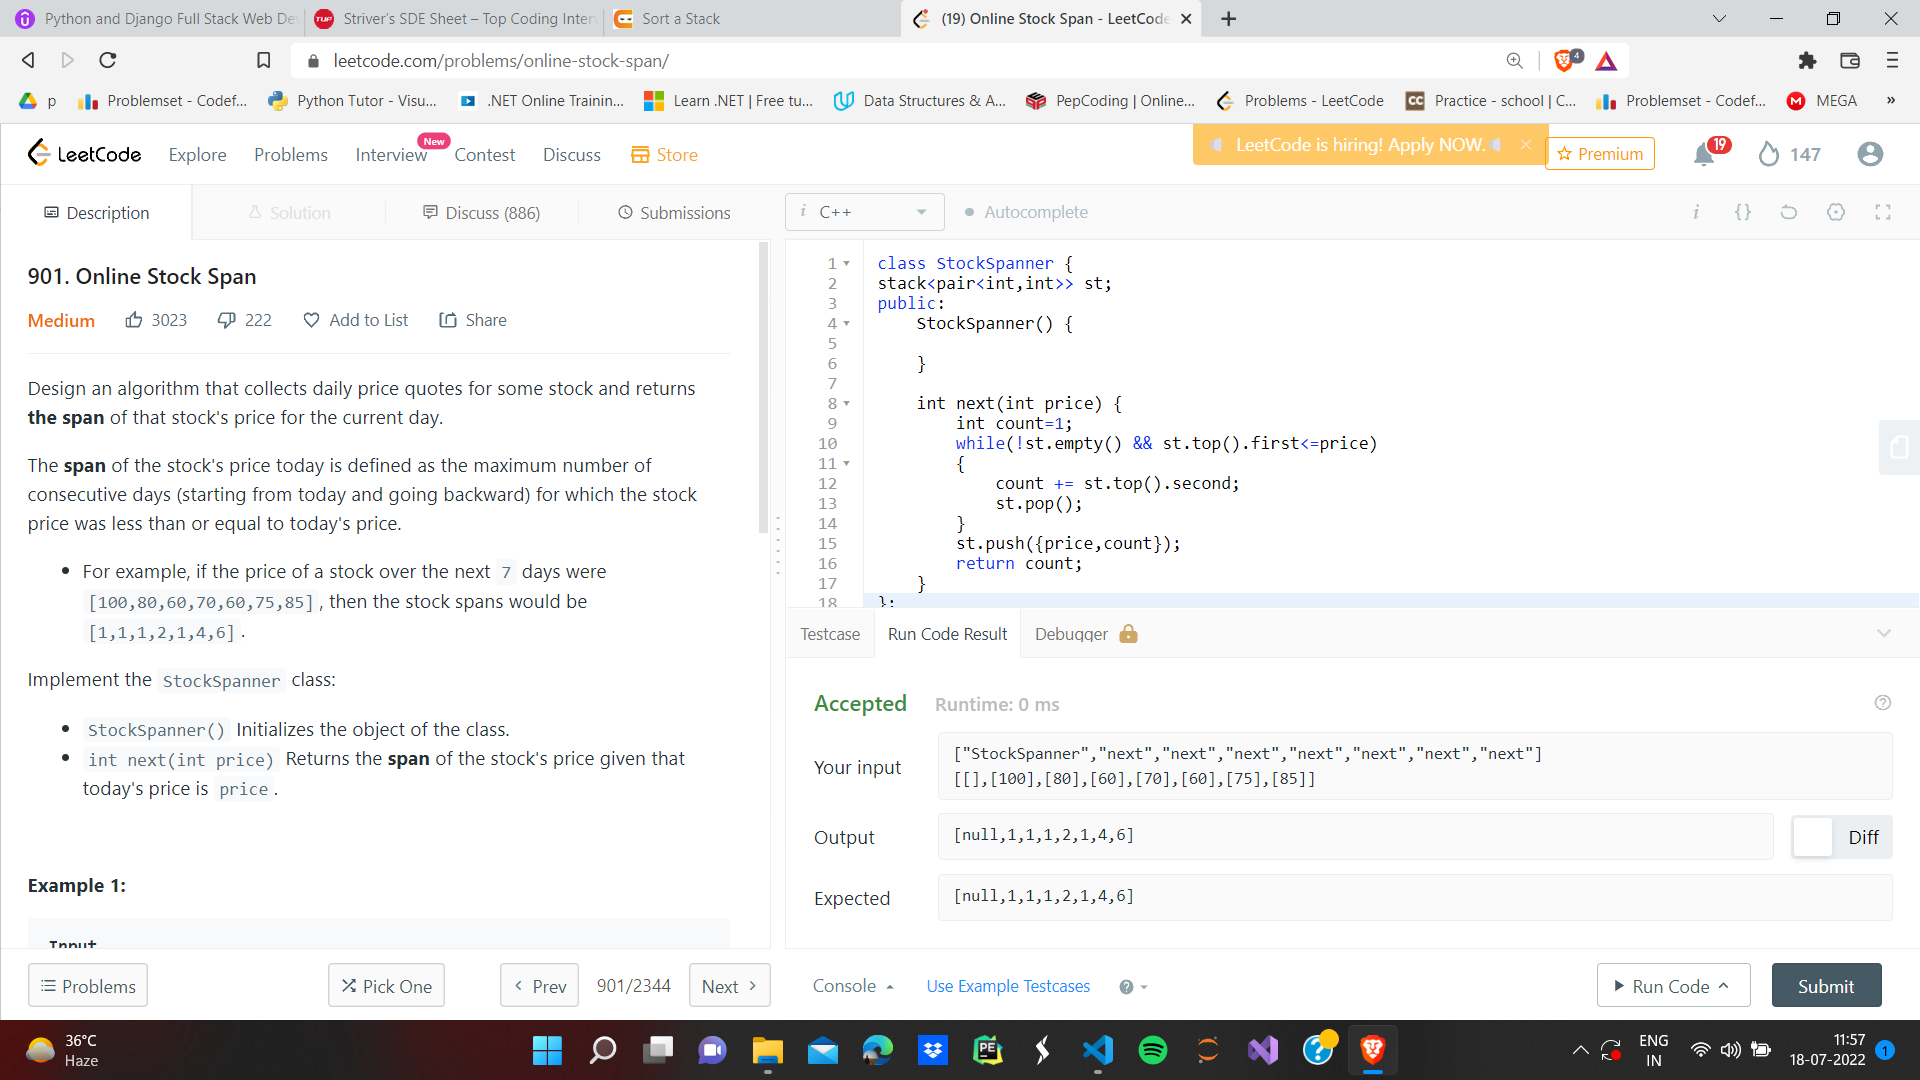 Python and Django Full Stack Web De
Striver's SDE Sheet – Top Coding Inter
Sort a Stack
(19) Online Stock Span - LeetCode
leetcode.com/problems/online-stock-span/
4
p
Problemset - Codef...
Python Tutor - Visu...
.NET Online Trainin...
Learn .NET | Free tu...
Data Structures & A...
PepCoding | Online...
Problems - LeetCode
Practice - school | C...
Problemset - Codef...
MEGA
»
LeetCode
Explore
Problems
Interview
New
Contest
Discuss
Store
LeetCode is hiring! Apply NOW.
Premium
19
147
Description
Solution
Discuss (886)
Submissions
i C++
Autocomplete
901. Online Stock Span
Medium
3023
222
Add to List
Share
Design an algorithm that collects daily price quotes for some stock and returns
the span of that stock's price for the current day.
The span of the stock's price today is defined as the maximum number of
consecutive days (starting from today and going backward) for which the stock
price was less than or equal to today's price.
• For example, if the price of a stock over the next 7 days were
[100,80,60,70,60,75,85], then the stock spans would be
[1,1,1,2,1,4,6].
Implement the StockSpanner class:
• StockSpanner() Initializes the object of the class.
• int next(int price) Returns the span of the stock's price given that
today's price is price.
Example 1:
Input
1 class StockSpanner {
2 stack<pair<int,int>> st;
3 public:
4 StockSpanner() {
5
6 }
7
8 int next(int price) {
9 int count=1;
10 while(!st.empty() && st.top().first<=price)
11 {
12 count += st.top().second;
13 st.pop();
14 }
15 st.push({price,count});
16 return count;
17 }
18 };
Testcase
Run Code Result
Debugger
Accepted
Runtime: 0 ms
Your input
["StockSpanner","next","next","next","next","next","next","next"]
[[],[100],[80],[60],[70],[60],[75],[85]]
Output
[null,1,1,1,2,1,4,6]
Diff
Expected
[null,1,1,1,2,1,4,6]
Problems
Pick One
Prev
901/2344
Next
Console
Use Example Testcases
Run Code
Submit
36°C
Haze
ENG
IN
11:57
18-07-2022
1